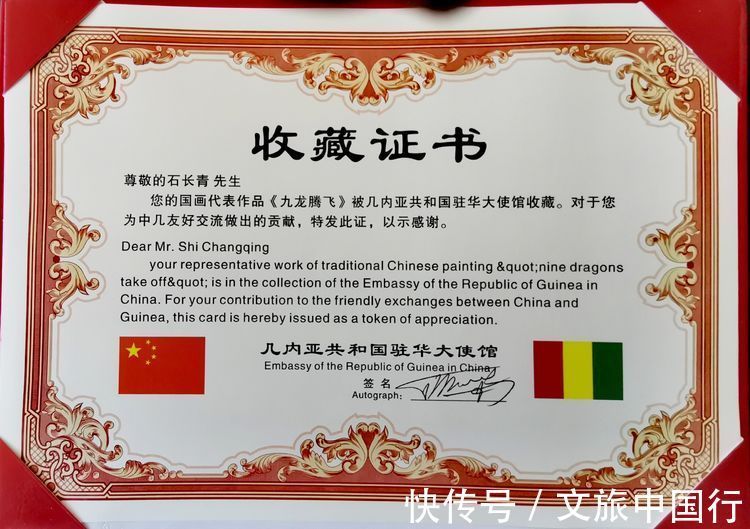 收藏证书
尊敬的石长青 先生
您的国画代表作品《九龙腾飞》被几内亚共和国驻华大使馆收藏。对于您
为中几友好交流做出的贡献，特发此证，以示感谢。
Dear Mr. Shi Changqing
your representative work of traditional Chinese painting &quot;nine dragons
take off&quot; is in the collection of the Embassy of the Republic of Guinea in
China. For your contribution to the friendly exchanges between China and
Guinea, this card is hereby issued as a token of appreciation.
几内亚共和国驻华大使馆
Embassy of the Republic of Guinea in China
签 名
Autograph：
快传号 / 文旅中国行